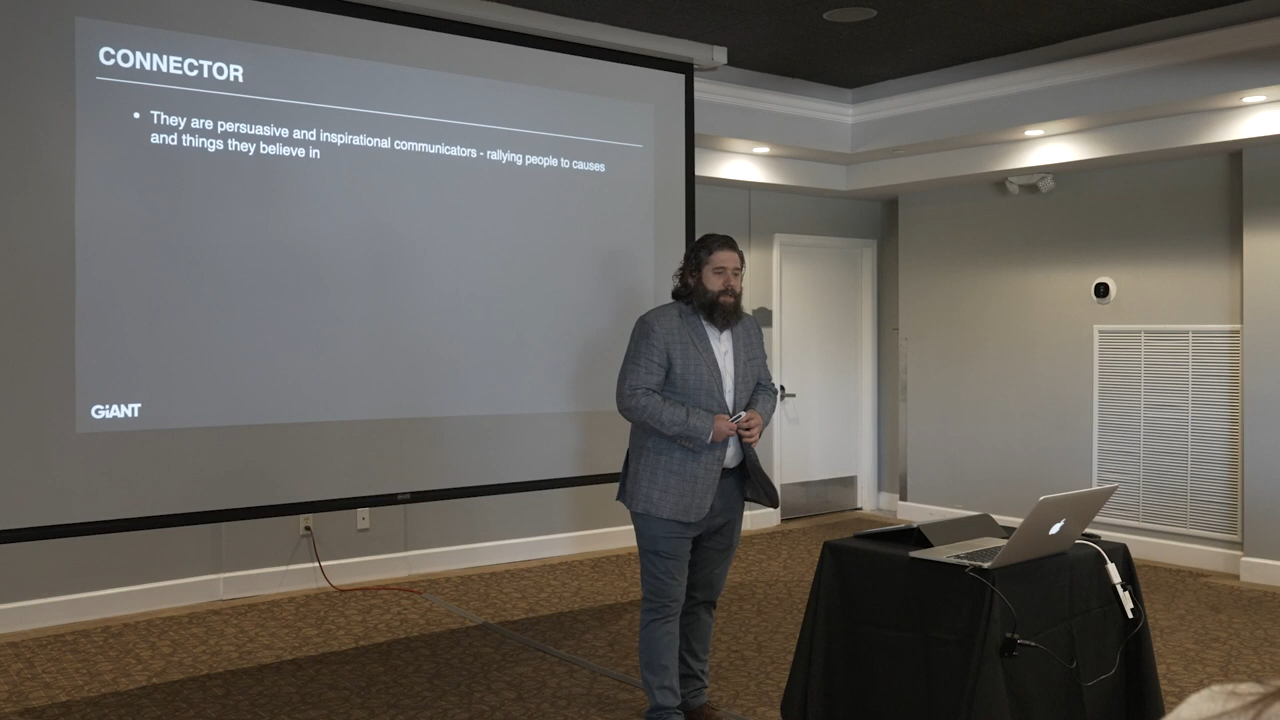 CONNECTOR
• They are persuasive and inspirational communicators - rallying people to causes
and things they believe in
GiANT